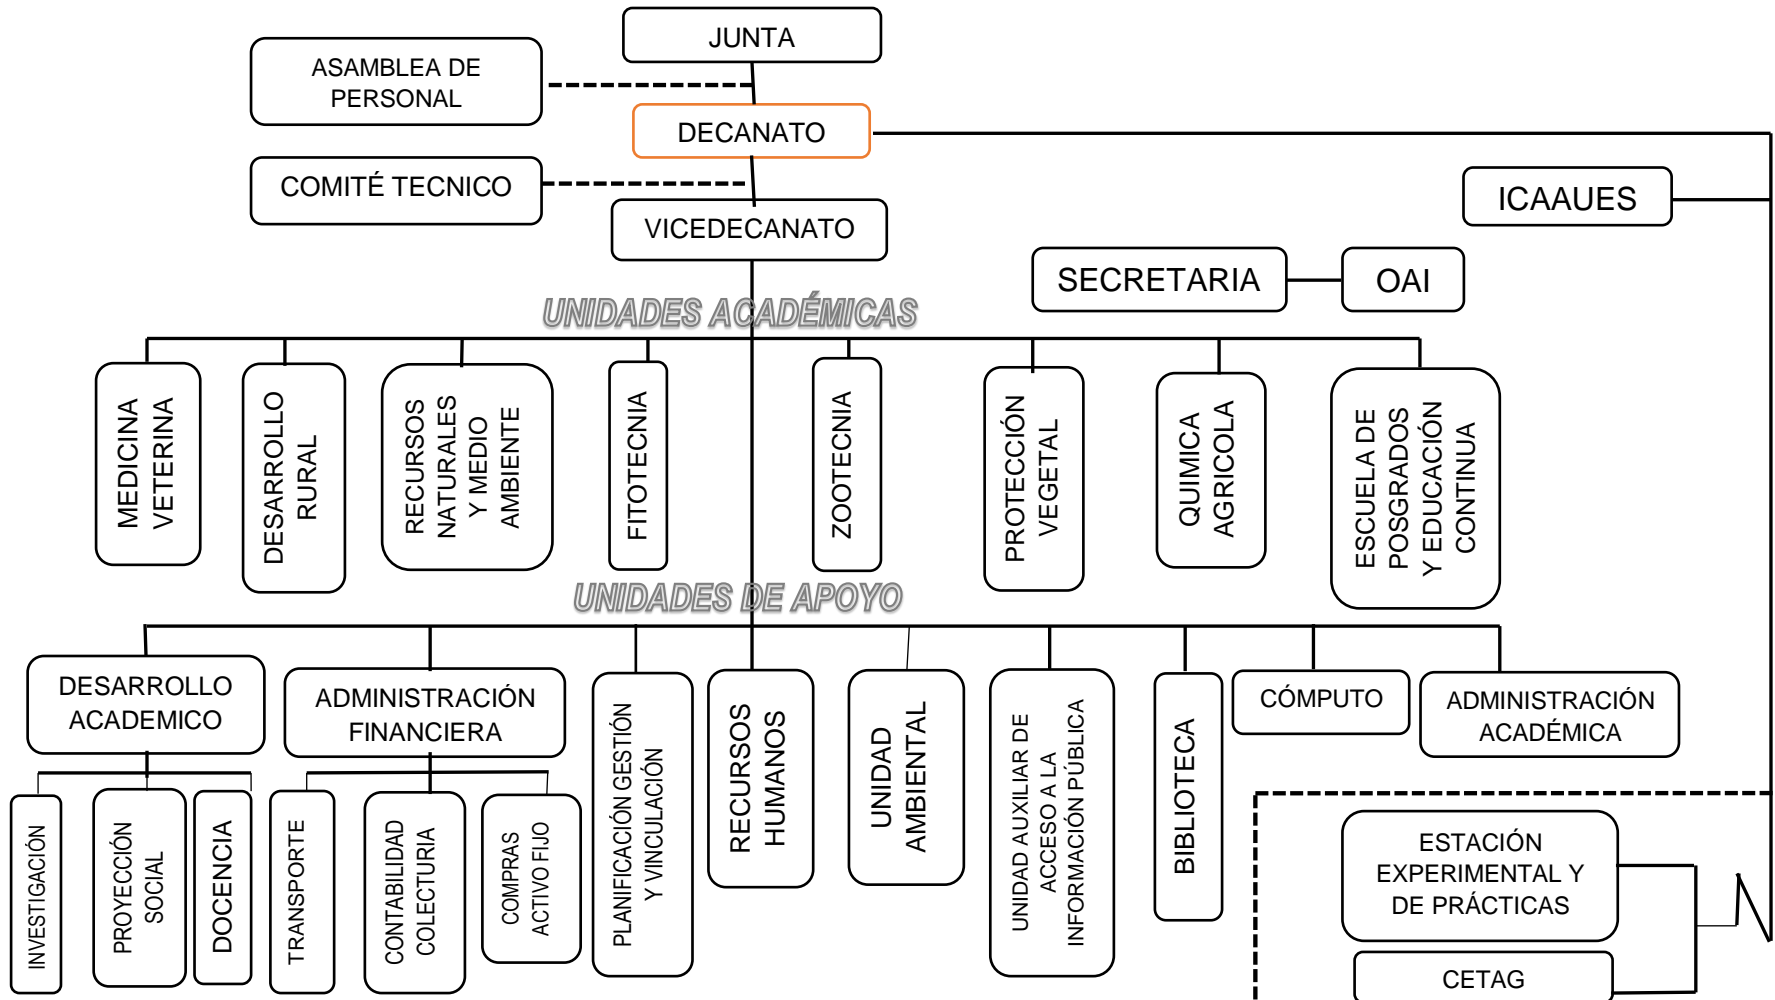 JUNTA
ASAMBLEA DE
PERSONAL
DECANATO
COMITÉ TECNICO
ICAAUES
VICEDECANATO
SECRETARIA
OAI
UNIDADES ACADÉMICAS
MEDICINA
VETERINA
DESARROLLO
RURAL
RECURSOS
NATURALES
Y MEDIO
AMBIENTE
FITOTECNIA
ZOOTECNIA
PROTECCIÓN
VEGETAL
QUIMICA
AGRICOLA
ESCUELA DE
POSGRADOS
Y EDUCACIÓN
CONTINUA
UNIDADES DE APOYO
DESARROLLO
ACADEMICO
ADMINISTRACIÓN
FINANCIERA
PLANIFICACIÓN GESTIÓN
Y VINCULACIÓN
RECURSOS
HUMANOS
UNIDAD
AMBIENTAL
UNIDAD AUXILIAR DE
ACCESO A LA
INFORMACIÓN PÚBLICA
BIBLIOTECA
CÓMPUTO
ADMINISTRACIÓN
ACADÉMICA
INVESTIGACIÓN
PROYECCIÓN
SOCIAL
DOCENCIA
TRANSPORTE
CONTABILIDAD
COLECTURIA
COMPRAS
ACTIVO FIJO
ESTACIÓN
EXPERIMENTAL Y
DE PRÁCTICAS
CETAG